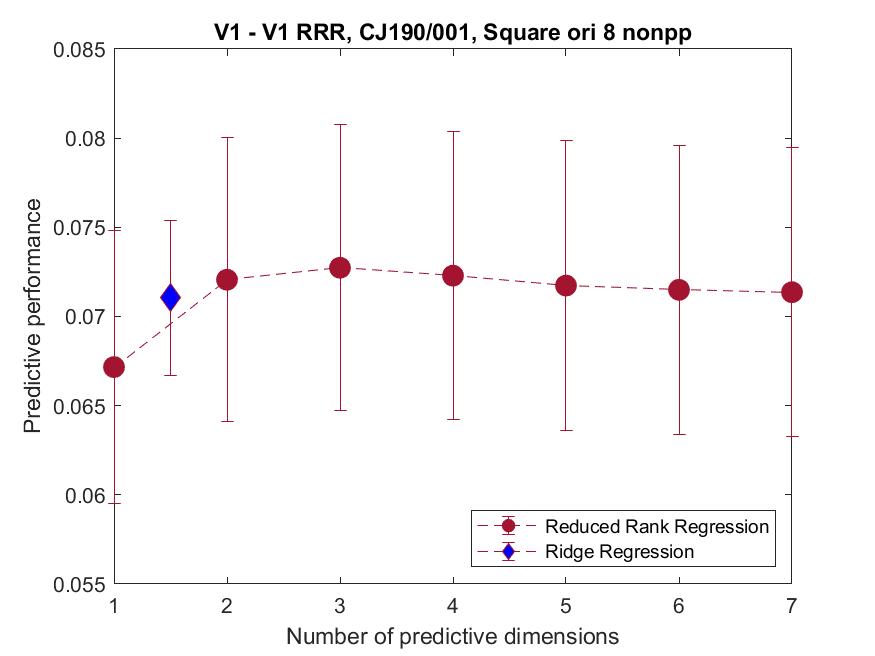 V1 - V1 RRR, CJ190/001, Square ori 8 nonpp
0.085
0.08
0.075
0.07
0.065
0.06
0.055
Predictive performance
Reduced Rank Regression
Ridge Regression
1 2 3 4 5 6 7
Number of predictive dimensions